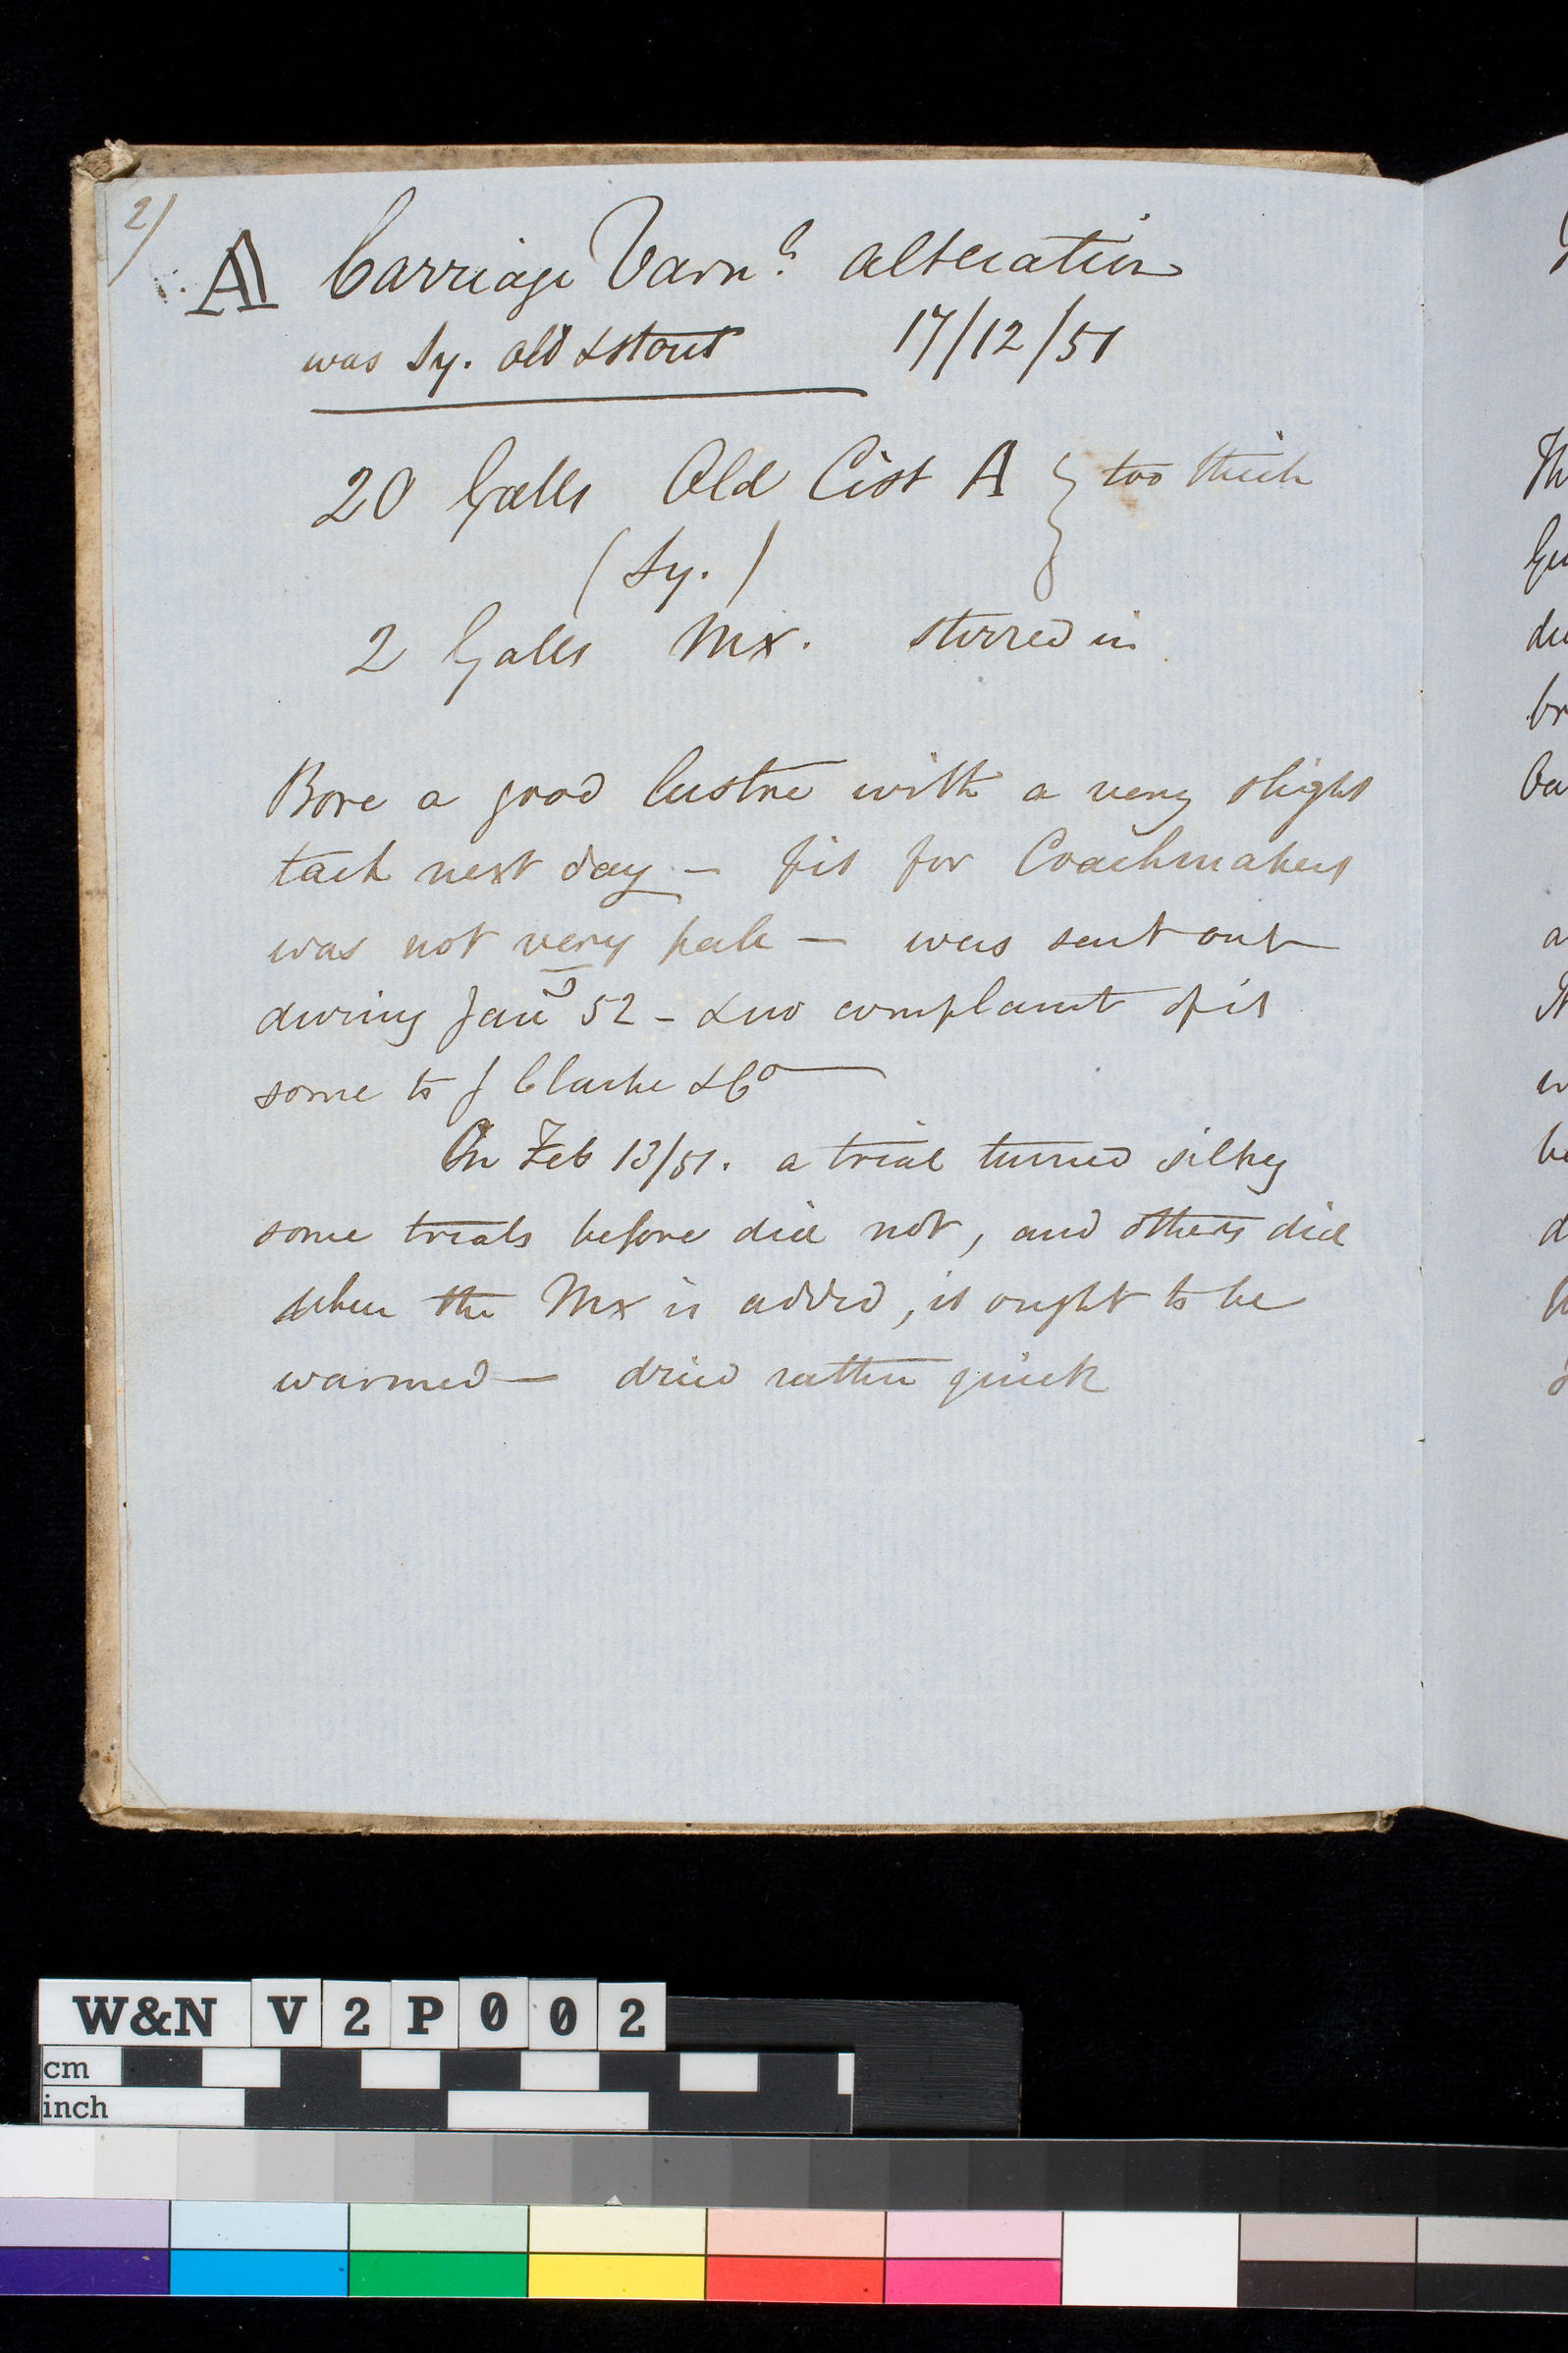 2)
A Carriage Varnh alteration
was Sy. old & stout 17/12/51
20 Galls Old Cist A } too thick
(Sy.)
2 Galls Mx. stirred in
Bore a good lustre with a very slight
tack next day — fit for Coachmakers
was not very pale — was sent out
during Jany 52 - & no complaint of it
some to J Clarke & Co
On Feb 13/51. a trial turned silky
some trials before did not, and others did
when the Mx is added, it ought to be
warmed — dried rather quick
W&N V2P002
cm
inch